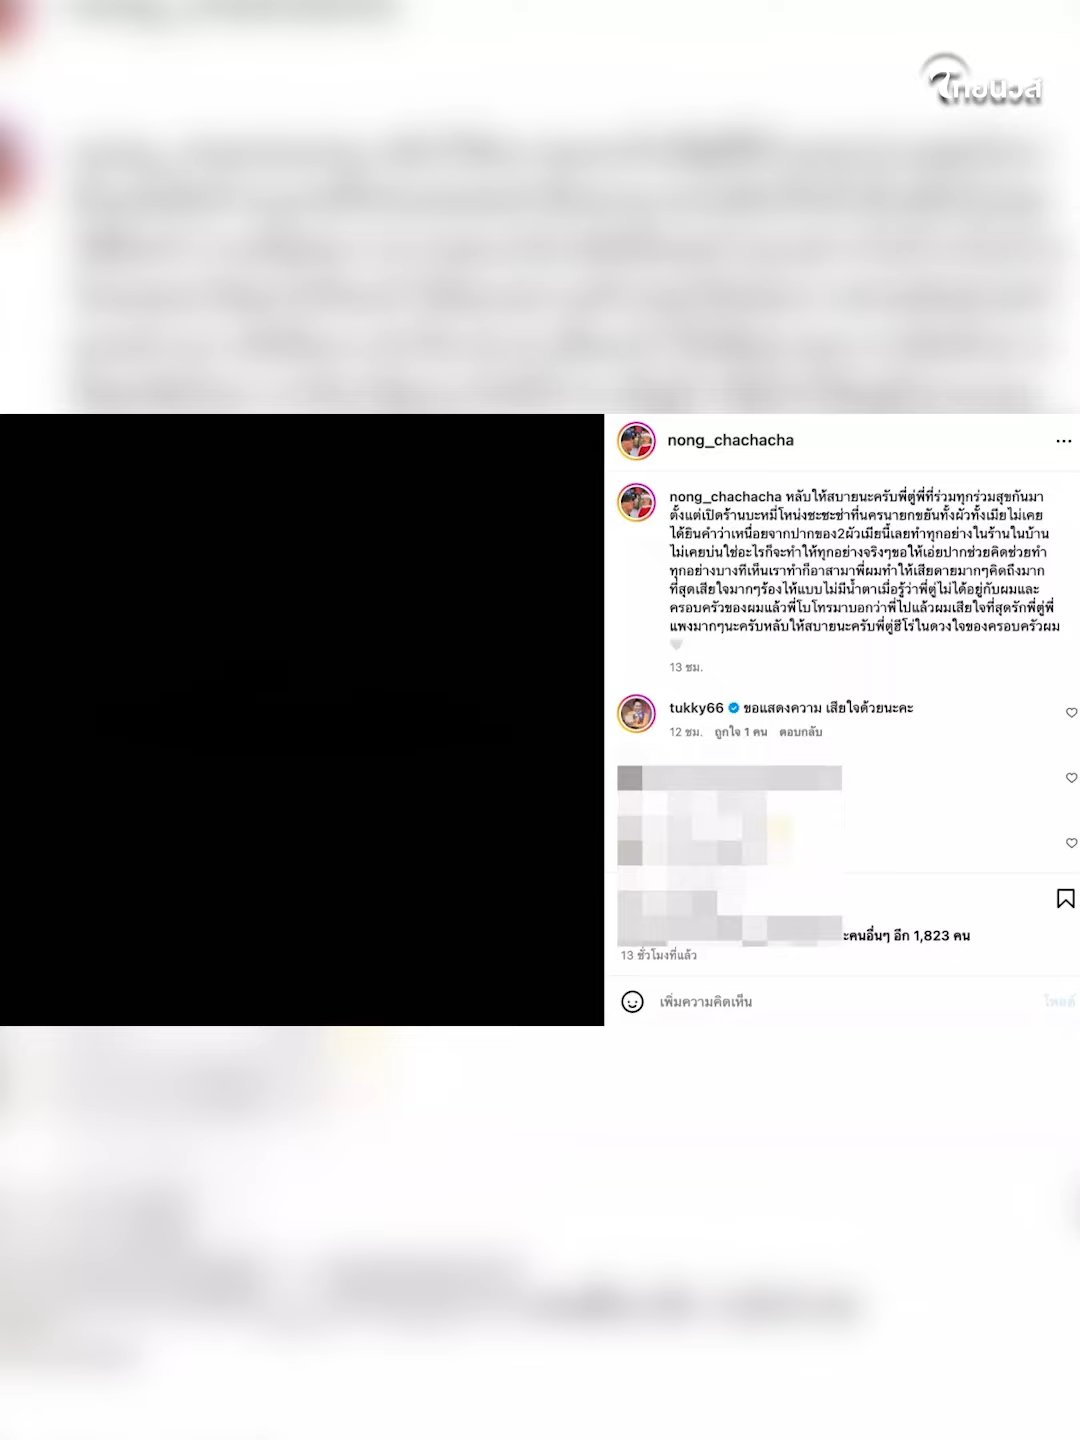 ไทยนิวส์
nong_chachacha
nong_chachacha หลับให้สบายนะครับพี่ตู่พี่ที่ร่วมทุกร่วมสุขกันมา
ตั้งแต่เปิดร้านบะหมี่โหน่งชะชะช่าที่นครนายกขยันทั้งผัวทั้งเมียไม่เคย
ได้ยินคำว่าเหนื่อยจากปากของ2ผัวเมียนี้เลยทำทุกอย่างในร้านในบ้าน
ไม่เคยบ่นใช่อะไรก็จะทำให้ทุกอย่างจริงๆขอให้เอ่ยปากช่วยคิดช่วยทำ
ทุกอย่างบางทีเห็นเราทำก็อาสามาพี่ผมทำให้เสียดายมากๆคิดถึงมาก
ที่สุดเสียใจมากๆร้องไห้แบบไม่มีน้ำตาเมื่อรู้ว่าพี่ตู่ไม่ได้อยู่กับผมและ
ครอบครัวของผมแล้วพี่โบโทรมาบอกว่าพี่ไปแล้วผมเสียใจที่สุดรักพี่ตู่พี่
แพงมากๆนะครับหลับให้สบายนะครับพี่ตู่ฮีโร่ในดวงใจของครอบครัวผม
13 ชม.
tukky66 ขอแสดงความ เสียใจด้วยนะคะ
12 ชม. ถูกใจ 1 คน ตอบกลับ
ะคนอื่นๆ อีก 1,823 คน
13 ชั่วโมงที่แล้ว
เพิ่มความคิดเห็น
โพสต์